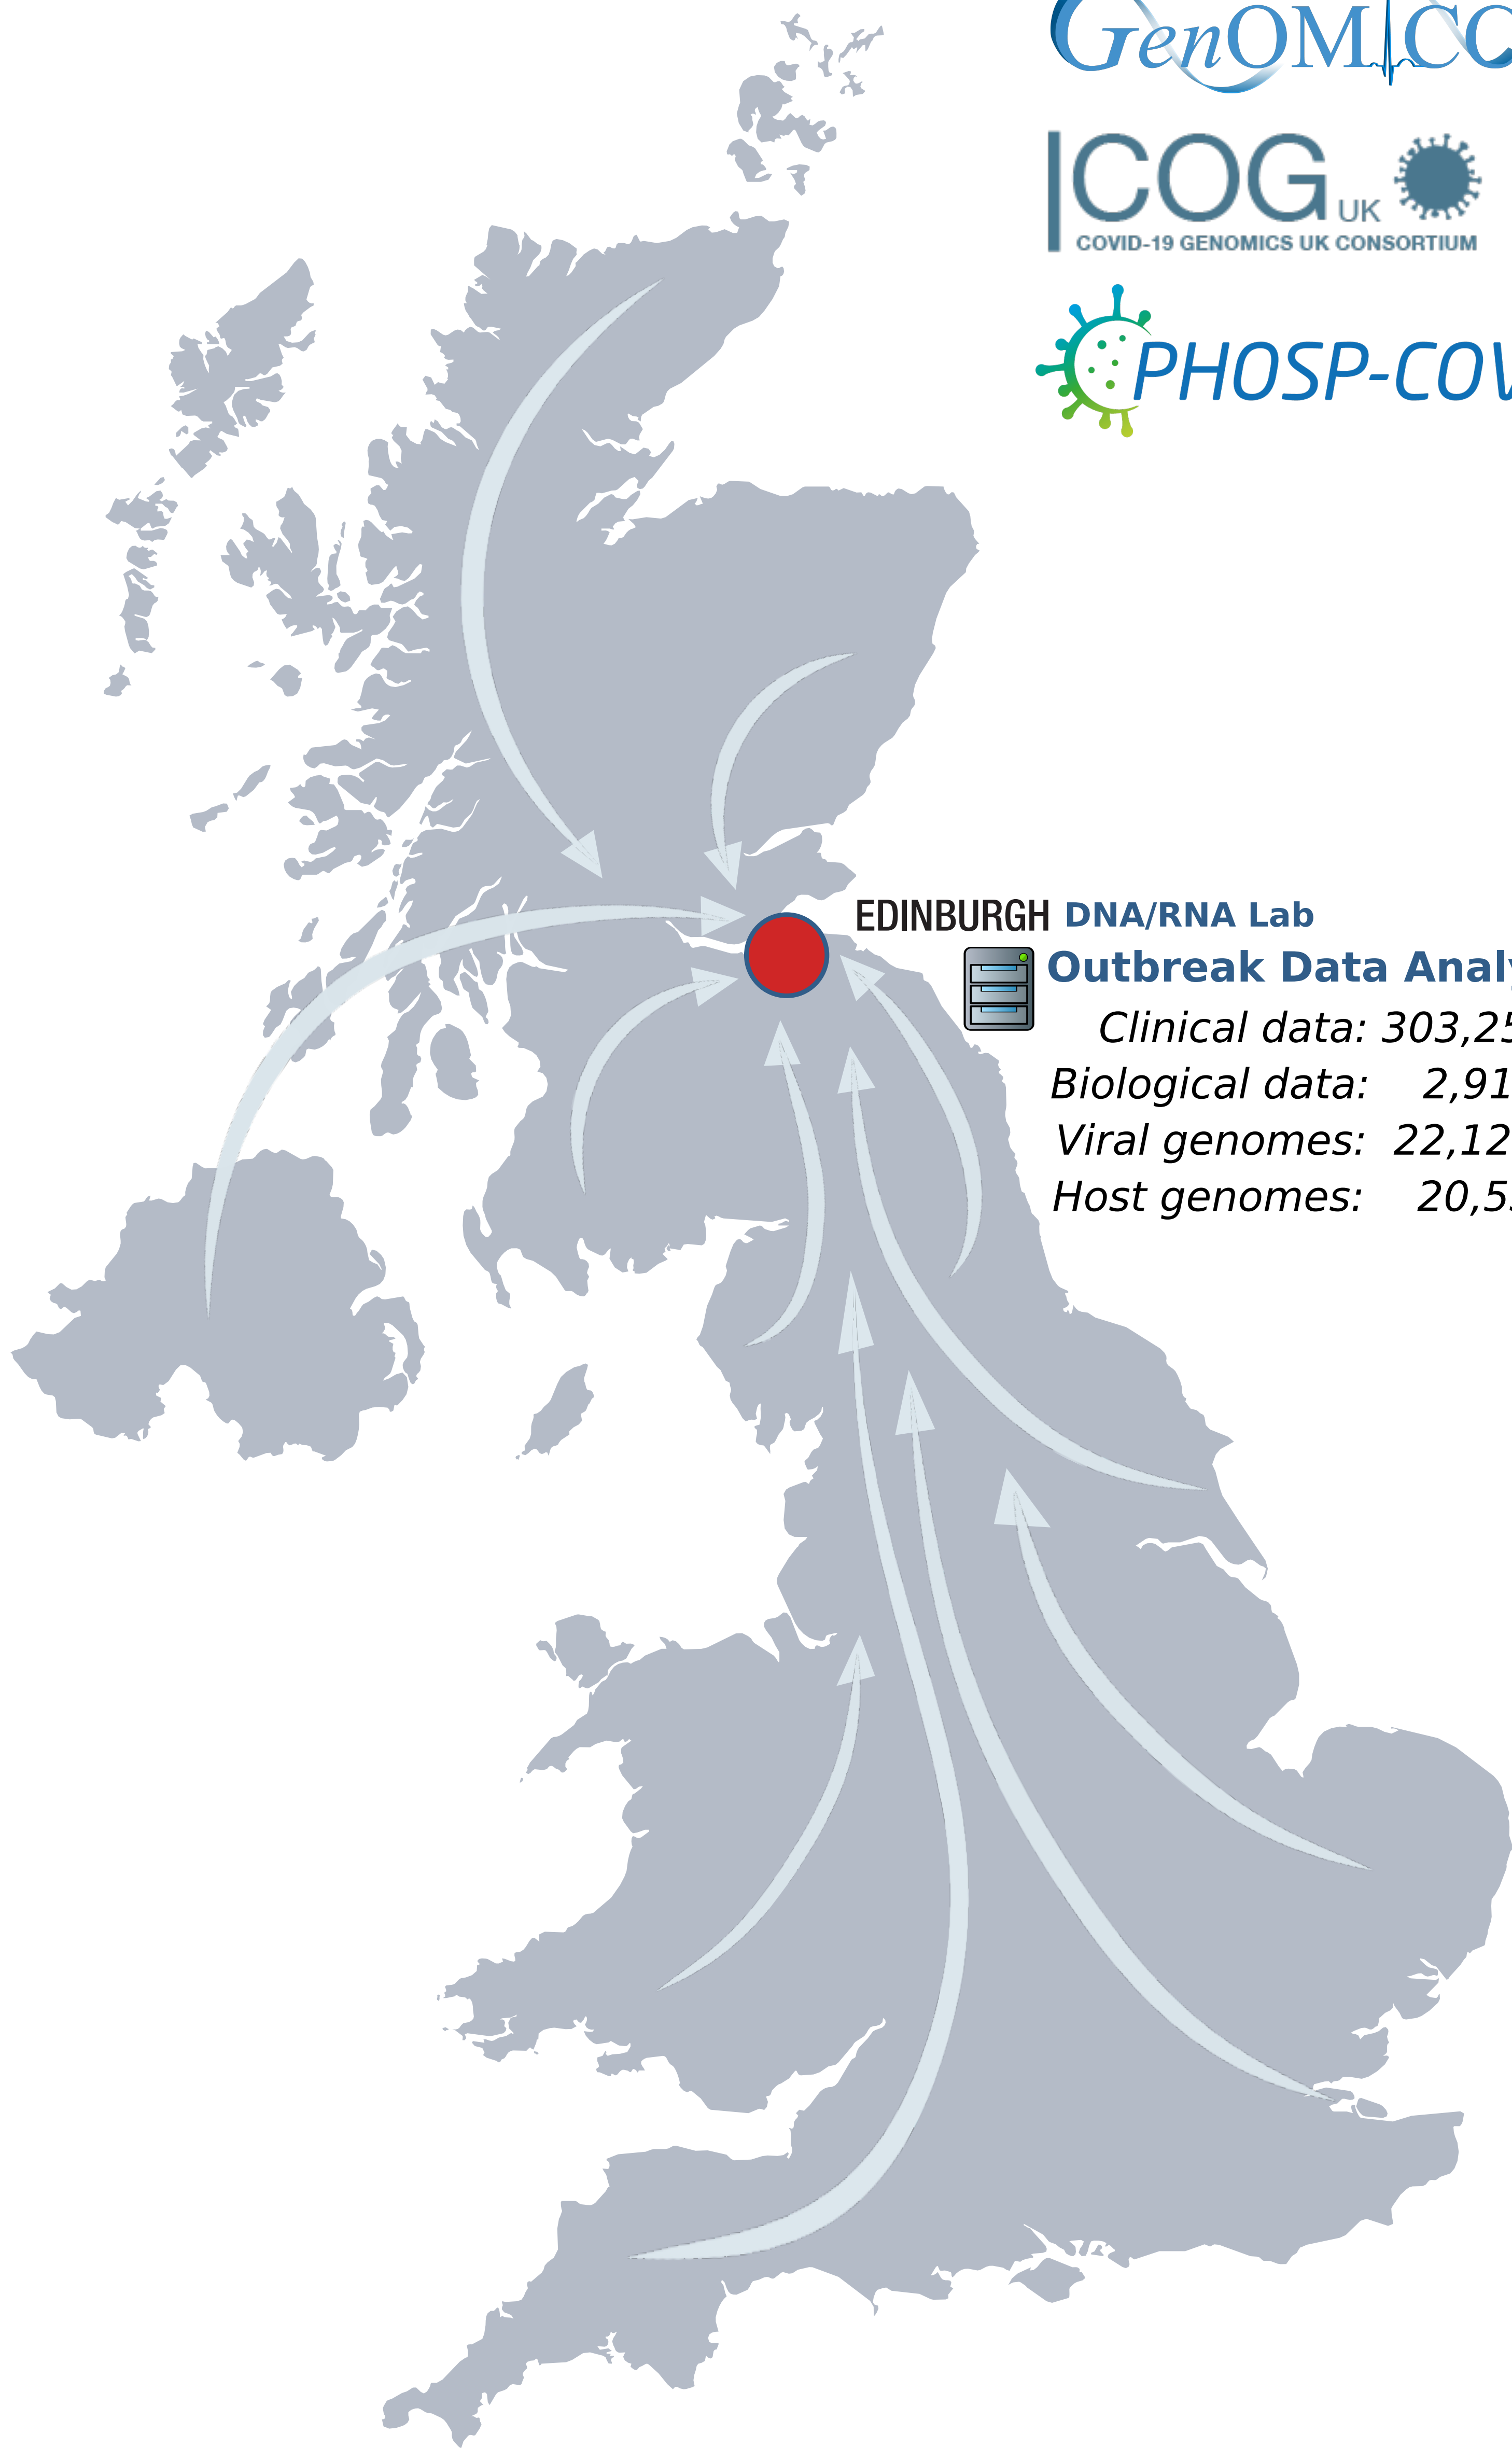 GenOMICC
COG UK
COVID-19 GENOMICS UK CONSORTIUM
PHOSP-COV
EDINBURGH DNA/RNA Lab
Outbreak Data Analy
Clinical data: 303,25
Biological data: 2,91
Viral genomes: 22,12
Host genomes: 20,5